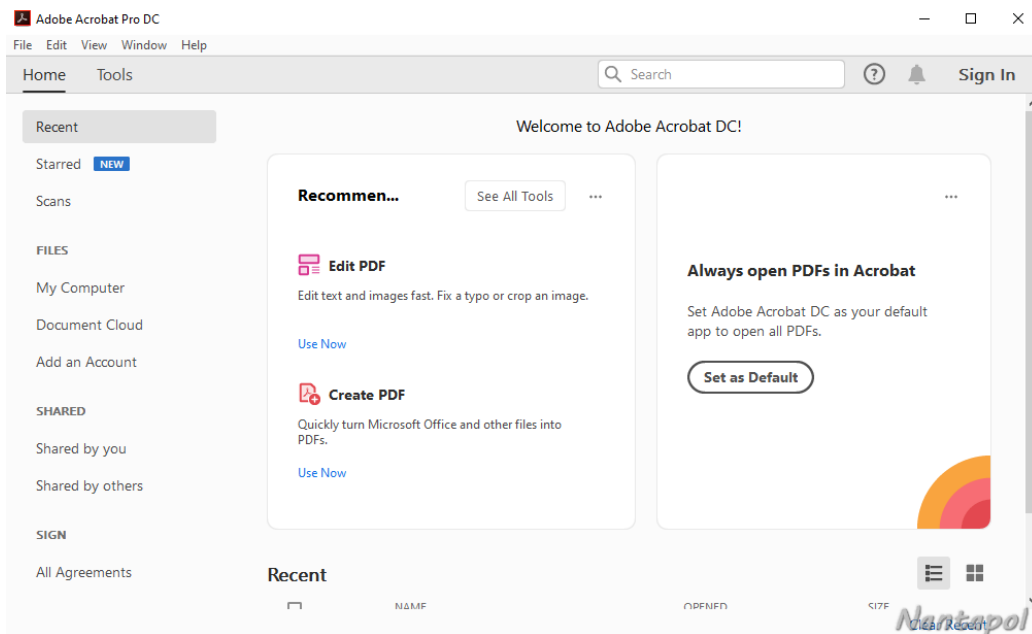 Adobe Acrobat Pro DC
File Edit View Window Help
Home Tools
Search
?
Sign In
Recent
Starred NEW
Scans
FILES
My Computer
Document Cloud
Add an Account
SHARED
Shared by you
Shared by others
SIGN
All Agreements
Welcome to Adobe Acrobat DC!
Recommen...
See All Tools
...
Edit PDF
Edit text and images fast. Fix a typo or crop an image.
Use Now
Create PDF
Quickly turn Microsoft Office and other files into
PDFs.
Use Now
...
Always open PDFs in Acrobat
Set Adobe Acrobat DC as your default
app to open all PDFs.
Set as Default
Recent
NAME OPENED SIZE
Clear Recent
Nantapol